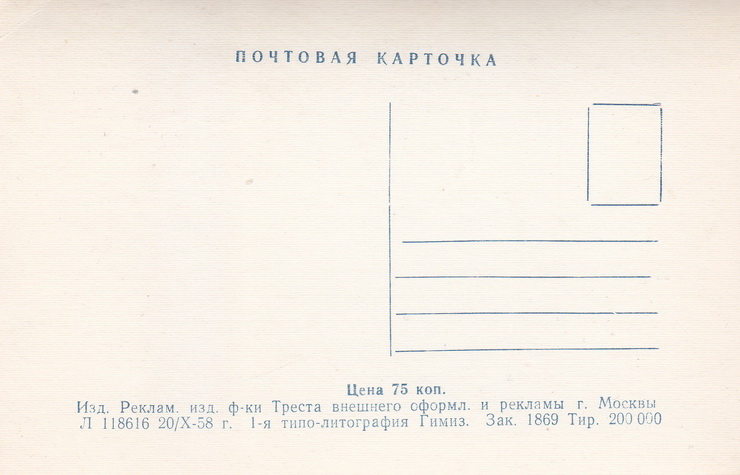 ПОЧТОВАЯ КАРТОЧКА
Цена 75 коп.
Изд. Реклам. изд. ф-ки Треста внешнего оформл. и рекламы г. Москвы
Л 118616 20/X-58 г. 1-я типо-литография Гимиз. Зак. 1869 Тир. 200 000